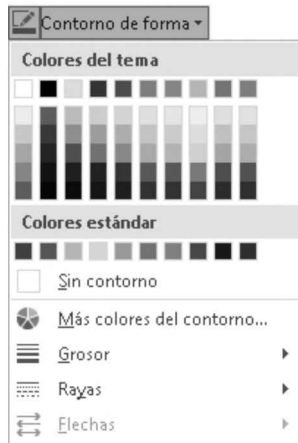 Contorno de forma
Colores del tema
Colores estándar
Sin contorno
Más colores del contorno...
Grosor
Rayas
Flechas